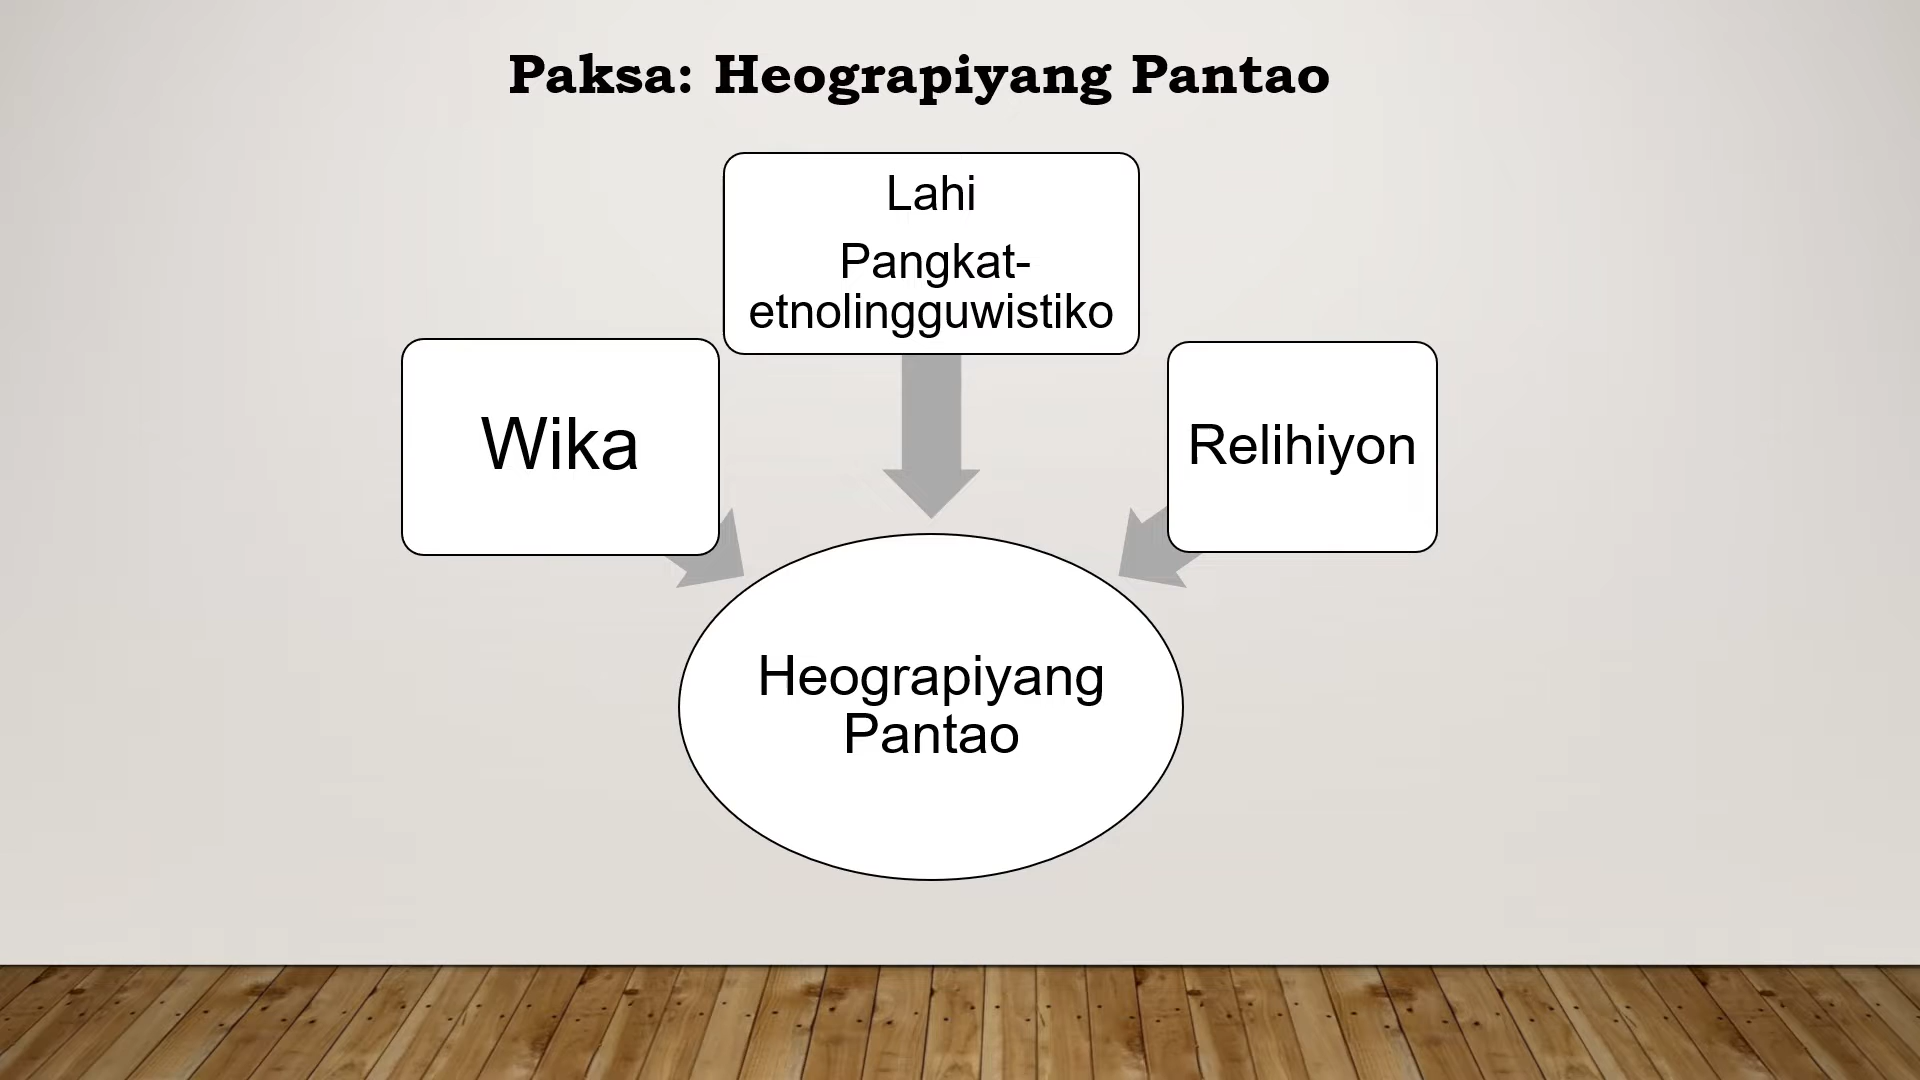 Paksa: Heograpiyang Pantao
Lahi
Pangkat-
etnolingguwistiko
Wika
Relihiyon
Heograpiyang
Pantao